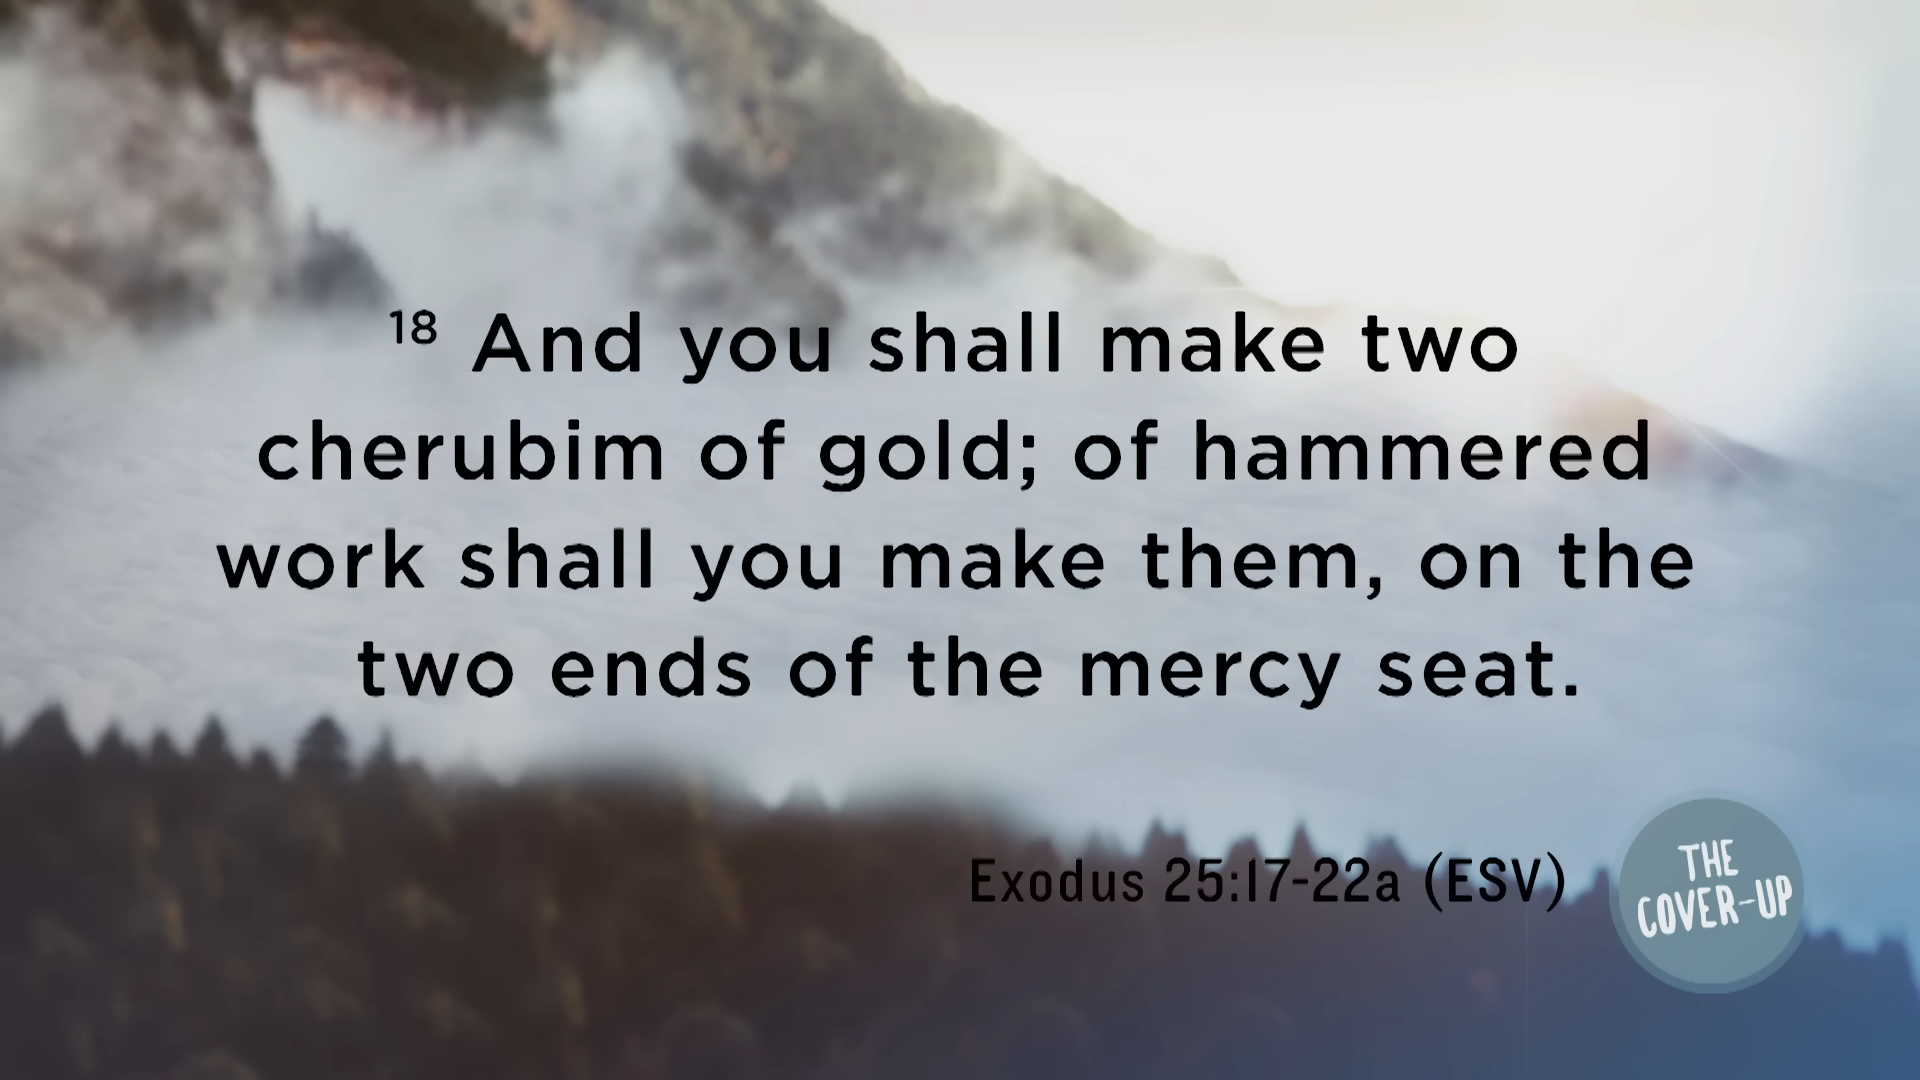 18 And you shall make two
cherubim of gold; of hammered
work shall you make them, on the
two ends of the mercy seat.
Exodus 25:17-22a (ESV)
THE
COVER-UP